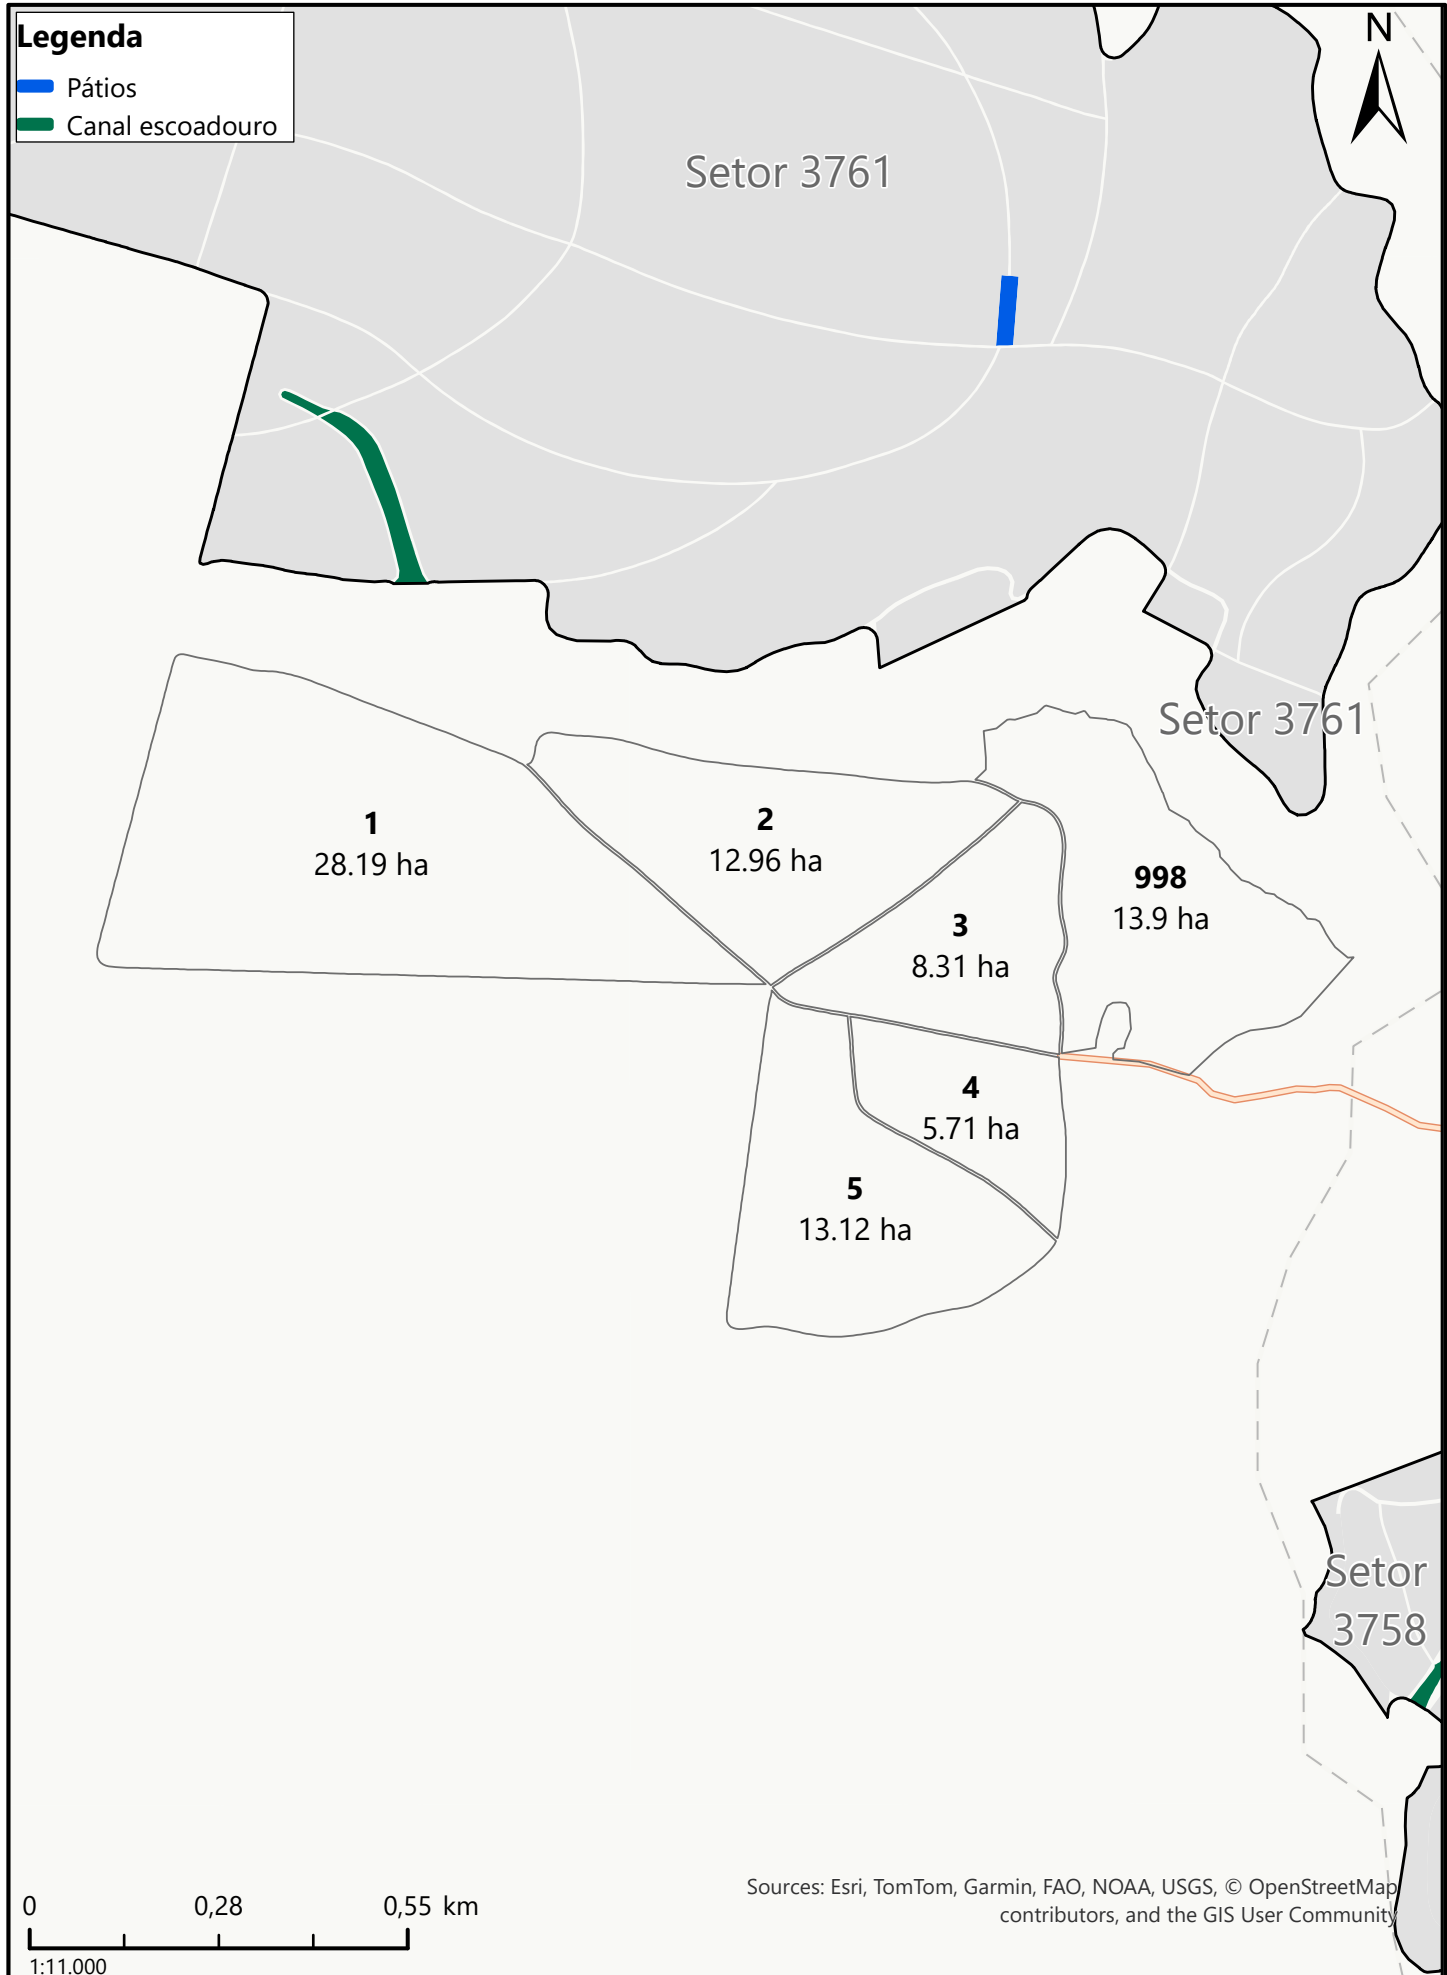 Legenda
Pátios
Canal escoadouro
N
Setor 3761
Setor 3761
1
28.19 ha
2
12.96 ha
998
13.9 ha
3
8.31 ha
4
5.71 ha
5
13.12 ha
Setor
3758
Sources: Esri, TomTom, Garmin, FAO, NOAA, USGS, © OpenStreetMap
contributors, and the GIS User Community
0 0,28 0,55 km
1:11.000